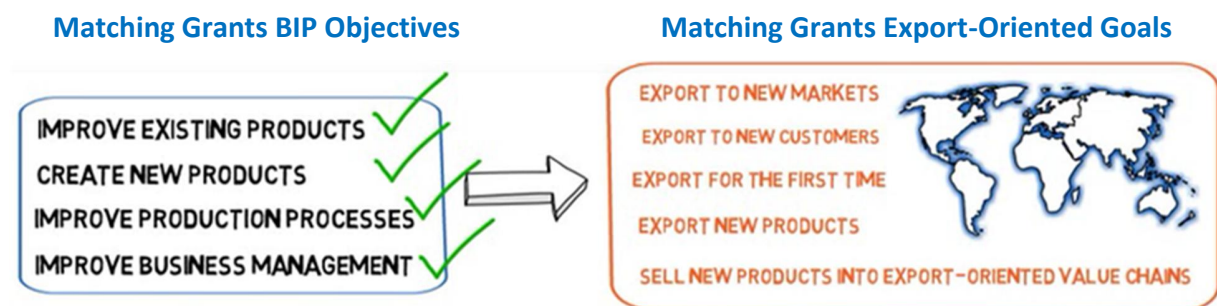 Matching Grants BIP Objectives
IMPROVE EXISTING PRODUCTS
CREATE NEW PRODUCTS
IMPROVE PRODUCTION PROCESSES
IMPROVE BUSINESS MANAGEMENT
Matching Grants Export-Oriented Goals
EXPORT TO NEW MARKETS
EXPORT TO NEW CUSTOMERS
EXPORT FOR THE FIRST TIME
EXPORT NEW PRODUCTS
SELL NEW PRODUCTS INTO EXPORT-ORIENTED VALUE CHAINS